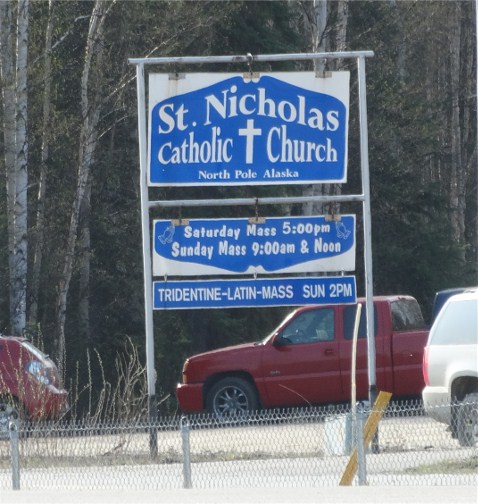 St. Nicholas
Catholic Church
North Pole Alaska
Saturday Mass 5:00pm
Sunday Mass 9:00am & Noon
TRIDENTINE-LATIN-MASS SUN 2PM